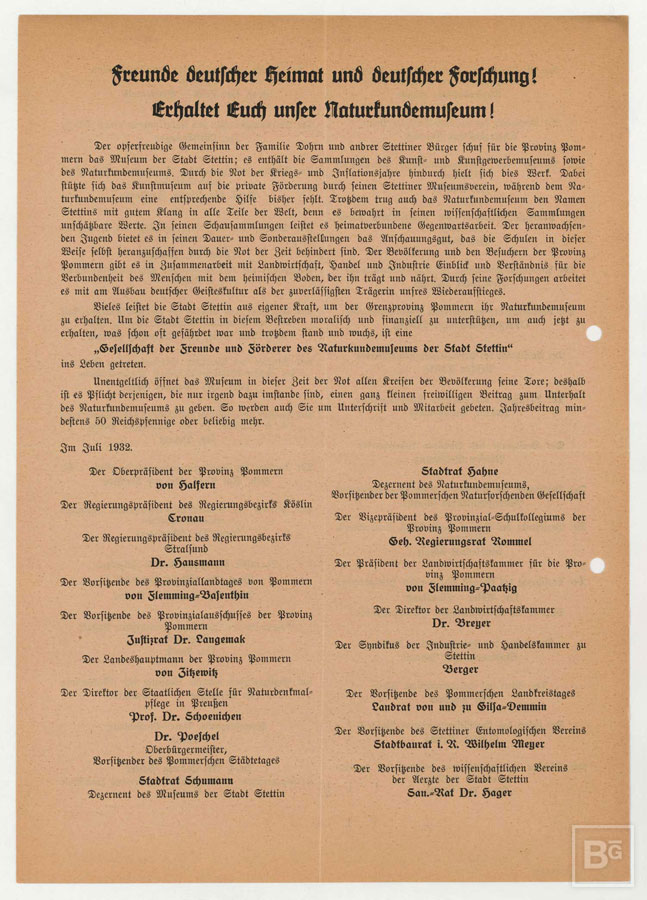 Freunde deutscher Heimat und deutscher Forschung!
Erhaltet Euch unser Naturkundemuseum!
Der opferfreudige Gemeinsinn der Familie Dohrn und andrer Stettiner Bürger schuf für die Provinz Pom-
mern das Museum der Stadt Stettin; es enthält die Sammlungen des Kunst- und Kunstgewerbemuseums sowie
des Naturkundemuseums. Durch die Not der Kriegs- und Inflationsjahre hindurch hielt sich dies Werk. Dabei
stützte sich das Kunstmuseum auf die private Förderung durch seinen Stettiner Museumsverein, während dem Na-
turkundemuseum eine entsprechende Hilfe bisher fehlt. Trotzdem trug auch das Naturkundemuseum den Namen
Stettins mit gutem Klang in alle Teile der Welt, denn es bewahrt in seinen wissenschaftlichen Sammlungen
unschätzbare Werte. In seinen Schausammlungen leistet es heimatverbundene Gegenwartsarbeit. Der heranwachsen-
den Jugend bietet es in seinen Dauer- und Sonderausstellungen das Anschauungsgut, das die Schulen in dieser
Weise selbst heranzuschaffen durch die Not der Zeit behindert sind. Der Bevölkerung und den Besuchern der Provinz
Pommern gibt es in Zusammenarbeit mit Landwirtschaft, Handel und Industrie Einblick und Verständnis für die
Verbundenheit des Menschen mit dem heimischen Boden, der ihn trägt und nährt. Durch seine Forschungen arbeitet
es mit am Ausbau deutscher Geisteskultur als der zuverlässigsten Trägerin unsres Wiederaufstieges.
Vieles leistet die Stadt Stettin aus eigener Kraft, um der Grenzprovinz Pommern ihr Naturkundemuseum
zu erhalten. Um die Stadt Stettin in diesem Bestreben moralisch und finanziell zu unterstützen, um auch jetzt zu
erhalten, was schon oft gefährdet war und trotzdem stand und wuchs, ist eine
„Gesellschaft der Freunde und Förderer des Naturkundemuseums der Stadt Stettin“
ins Leben getreten.
Unentgeltlich öffnet das Museum in dieser Zeit der Not allen Kreisen der Bevölkerung seine Tore; deshalb
ist es Pflicht derjenigen, die nur irgend dazu imstande sind, einen ganz kleinen freiwilligen Beitrag zum Unterhalt
des Naturkundemuseums zu geben. So werden auch Sie um Unterschrift und Mitarbeit gebeten. Jahresbeitrag min-
destens 50 Reichspfennige oder beliebig mehr.
Im Juli 1932.
Der Oberpräsident der Provinz Pommern
von Halfern
Der Regierungspräsident des Regierungsbezirks Köslin
Cronau
Der Regierungspräsident des Regierungsbezirks
Stralsund
Dr. Hausmann
Der Vorsitzende des Provinziallandtages von Pommern
von Flemming-Basenthin
Der Vorsitzende des Provinzialausschusses der Provinz
Pommern
Justizrat Dr. Langemak
Der Landeshauptmann der Provinz Pommern
von Zitzewitz
Der Direktor der Staatlichen Stelle für Naturdenkmal-
pflege in Preußen
Prof. Dr. Schoenichen
Dr. Poeschel
Oberbürgermeister,
Vorsitzender des Pommerschen Städtetages
Stadtrat Schumann
Dezernent des Museums der Stadt Stettin
Stadtrat Hahne
Dezernent des Naturkundemuseums,
Vorsitzender der Pommerschen Naturforschenden Gesellschaft
Der Vizepräsident des Provinzial-Schulkollegiums der
Provinz Pommern
Geh. Regierungsrat Rommel
Der Präsident der Landwirtschaftskammer für die Pro-
vinz Pommern
von Flemming-Paatzig
Der Direktor der Landwirtschaftskammer
Dr. Breyer
Der Syndikus der Industrie- und Handelskammer zu
Stettin
Berger
Der Vorsitzende des Pommerschen Landkreistages
Landrat von und zu Gilsa-Demmin
Der Vorsitzende des Stettiner Entomologischen Vereins
Stadtbaurat i. R. Wilhelm Meyer
Der Vorsitzende des wissenschaftlichen Vereins
der Aerzte der Stadt Stettin
San.-Rat Dr. Hager
BG